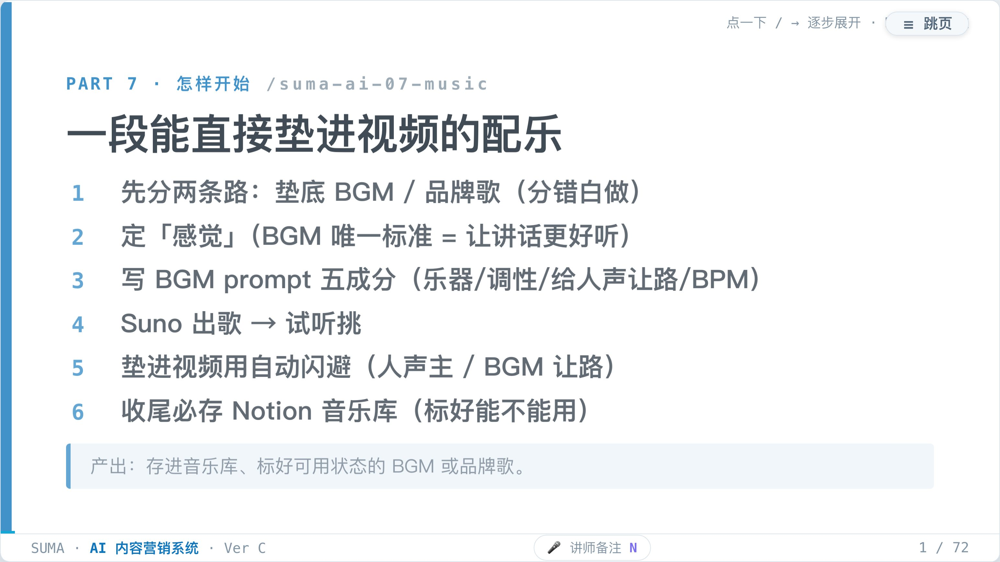 点一下 / → 逐步展开 ·
≡ 跳页
PART 7 · 怎样开始 /suma-ai-07-music
一段能直接垫进视频的配乐
1 先分两条路：垫底 BGM / 品牌歌（分错白做）
2 定「感觉」（BGM 唯一标准 = 让讲话更好听）
3 写 BGM prompt 五成分（乐器/调性/给人声让路/BPM）
4 Suno 出歌 → 试听挑
5 垫进视频用自动闪避（人声主 / BGM 让路）
6 收尾必存 Notion 音乐库（标好能不能用）
产出：存进音乐库、标好可用状态的 BGM 或品牌歌。
SUMA · AI 内容营销系统 · Ver C
🎤 讲师备注 N
1 / 72